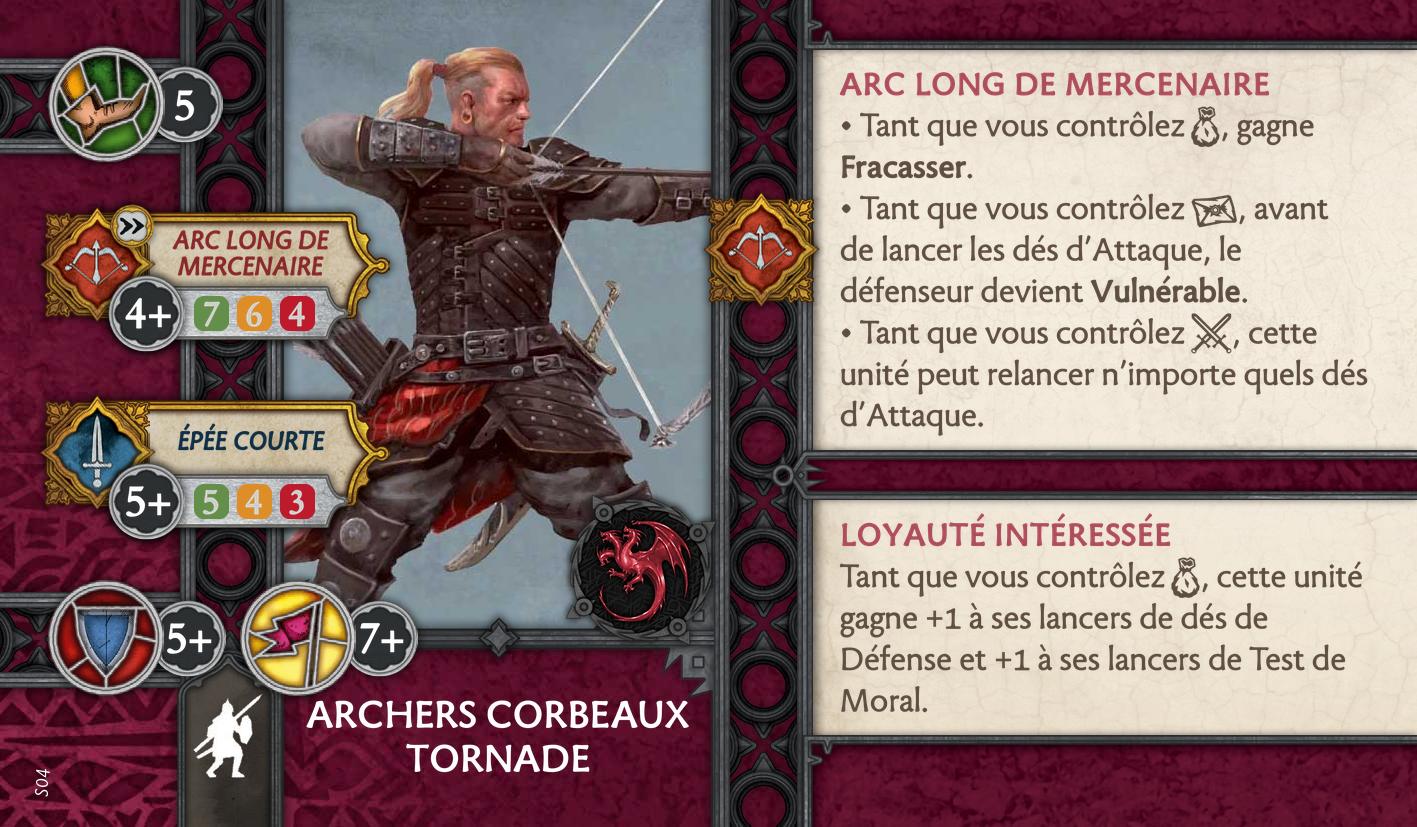 5
ARC LONG DE
MERCENAIRE
4+ 7 6 4
ÉPÉE COURTE
5+ 5 4 3
5+ 7+
ARCHERS CORBEAUX
TORNADE
S04
ARC LONG DE MERCENAIRE
• Tant que vous contrôlez , gagne
Fracasser.
• Tant que vous contrôlez , avant
de lancer les dés d’Attaque, le
défenseur devient Vulnérable.
• Tant que vous contrôlez , cette
unité peut relancer n’importe quels dés
d’Attaque.
LOYAUTÉ INTÉRESSÉE
Tant que vous contrôlez , cette unité
gagne +1 à ses lancers de dés de
Défense et +1 à ses lancers de Test de
Moral.